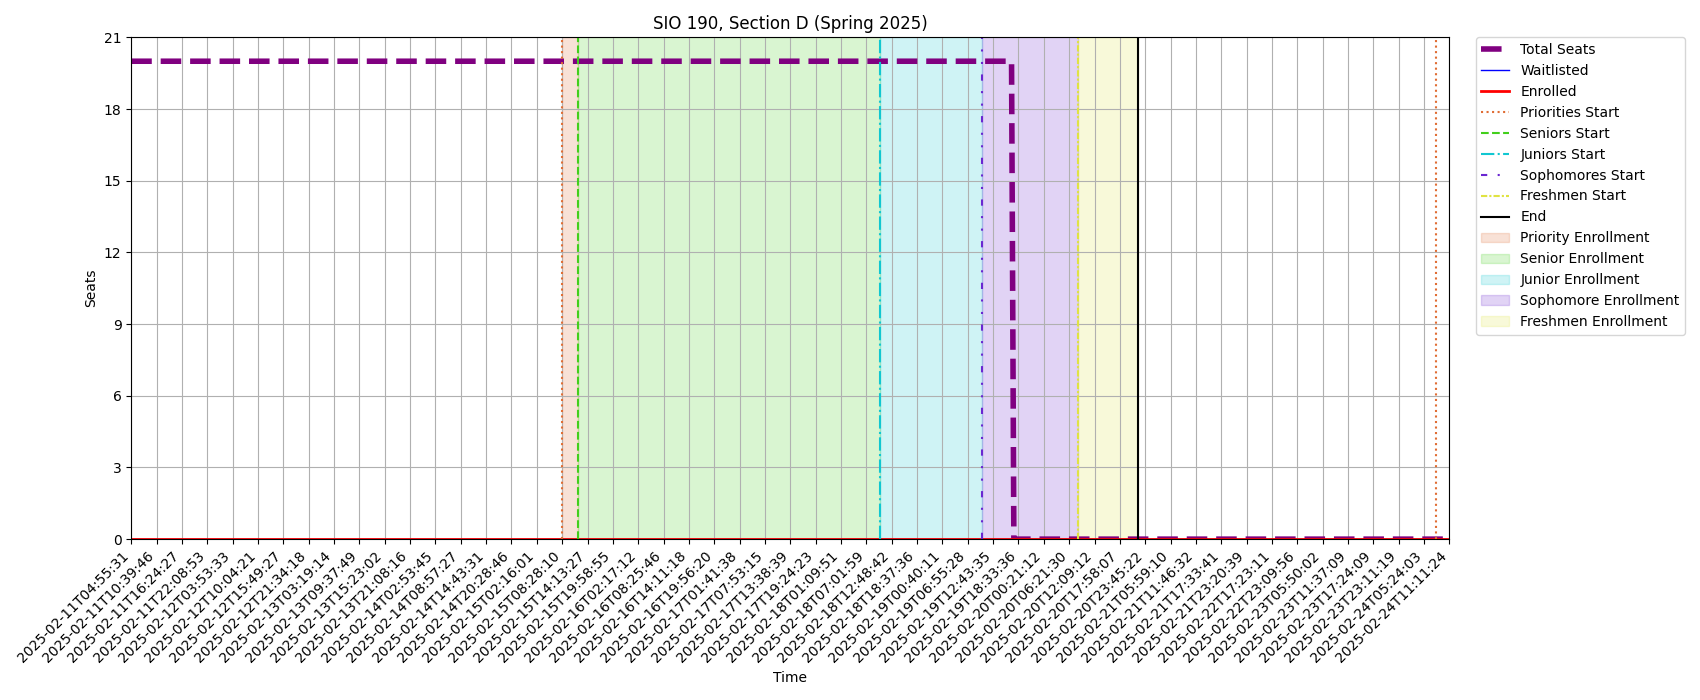 SIO 190, Section D (Spring 2025)
21
18
15
12
9
6
3
0
Seats
2025-02-11T04:55:31
2025-02-11T10:39:46
2025-02-11T16:24:27
2025-02-11T22:08:53
2025-02-12T03:53:33
2025-02-12T10:04:21
2025-02-12T15:49:27
2025-02-12T21:34:18
2025-02-13T03:19:14
2025-02-13T09:37:49
2025-02-13T15:23:02
2025-02-13T21:08:16
2025-02-14T02:53:45
2025-02-14T08:57:27
2025-02-14T14:43:31
2025-02-14T20:28:46
2025-02-15T02:16:01
2025-02-15T08:28:10
2025-02-15T14:13:27
2025-02-15T19:58:55
2025-02-16T02:17:12
2025-02-16T08:25:46
2025-02-16T14:11:18
2025-02-16T19:56:20
2025-02-17T01:41:38
2025-02-17T07:53:15
2025-02-17T13:38:39
2025-02-17T19:24:23
2025-02-18T01:09:51
2025-02-18T07:01:59
2025-02-18T12:48:42
2025-02-18T18:37:36
2025-02-19T00:40:11
2025-02-19T06:55:28
2025-02-19T12:43:35
2025-02-19T18:33:36
2025-02-20T00:21:12
2025-02-20T06:21:30
2025-02-20T12:09:12
2025-02-20T17:58:07
2025-02-20T23:45:22
2025-02-21T05:59:10
2025-02-21T11:46:32
2025-02-21T17:33:41
2025-02-21T23:20:39
2025-02-22T17:23:11
2025-02-22T23:09:56
2025-02-23T05:50:02
2025-02-23T11:37:09
2025-02-23T17:24:09
2025-02-23T23:11:19
2025-02-24T05:24:03
2025-02-24T11:11:24
Time
Total Seats
Waitlisted
Enrolled
Priorities Start
Seniors Start
Juniors Start
Sophomores Start
Freshmen Start
End
Priority Enrollment
Senior Enrollment
Junior Enrollment
Sophomore Enrollment
Freshmen Enrollment